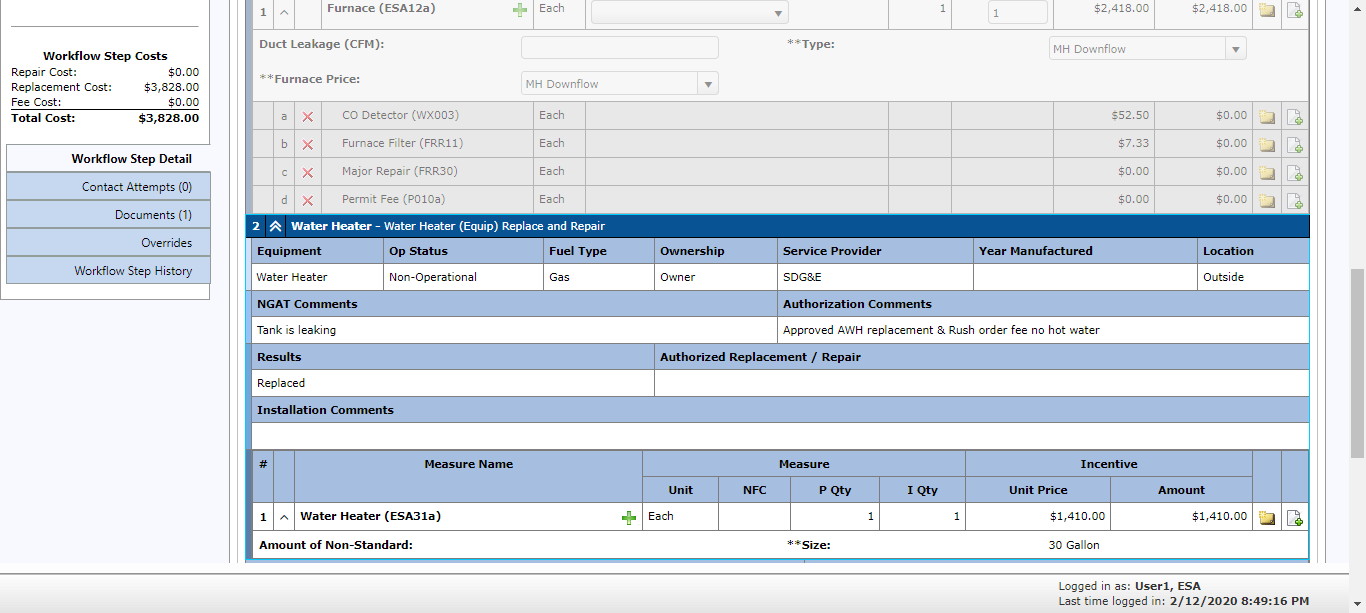 Workflow Step Costs
Repair Cost: $0.00
Replacement Cost: $3,828.00
Fee Cost: $0.00
Total Cost: $3,828.00
Workflow Step Detail
Contact Attempts (0)
Documents (1)
Overrides
Workflow Step History
1 Furnace (ESA12a) Each 1 1 $2,418.00 $2,418.00
Duct Leakage (CFM): **Type: MH Downflow
**Furnace Price: MH Downflow
a CO Detector (WX003) Each $52.50 $0.00
b Furnace Filter (FRR11) Each $7.33 $0.00
c Major Repair (FRR30) Each $0.00 $0.00
d Permit Fee (P010a) Each $0.00 $0.00
2 Water Heater - Water Heater (Equip) Replace and Repair
Equipment Op Status Fuel Type Ownership Service Provider Year Manufactured Location
Water Heater Non-Operational Gas Owner SDG&E Outside
NGAT Comments Authorization Comments
Tank is leaking Approved AWH replacement & Rush order fee no hot water
Results Authorized Replacement / Repair
Replaced
Installation Comments
# Measure Name Measure Incentive
Unit NFC P Qty I Qty Unit Price Amount
1 Water Heater (ESA31a) Each 1 1 $1,410.00 $1,410.00
Amount of Non-Standard: **Size: 30 Gallon
Logged in as: User1, ESA
Last time logged in: 2/12/2020 8:49:16 PM